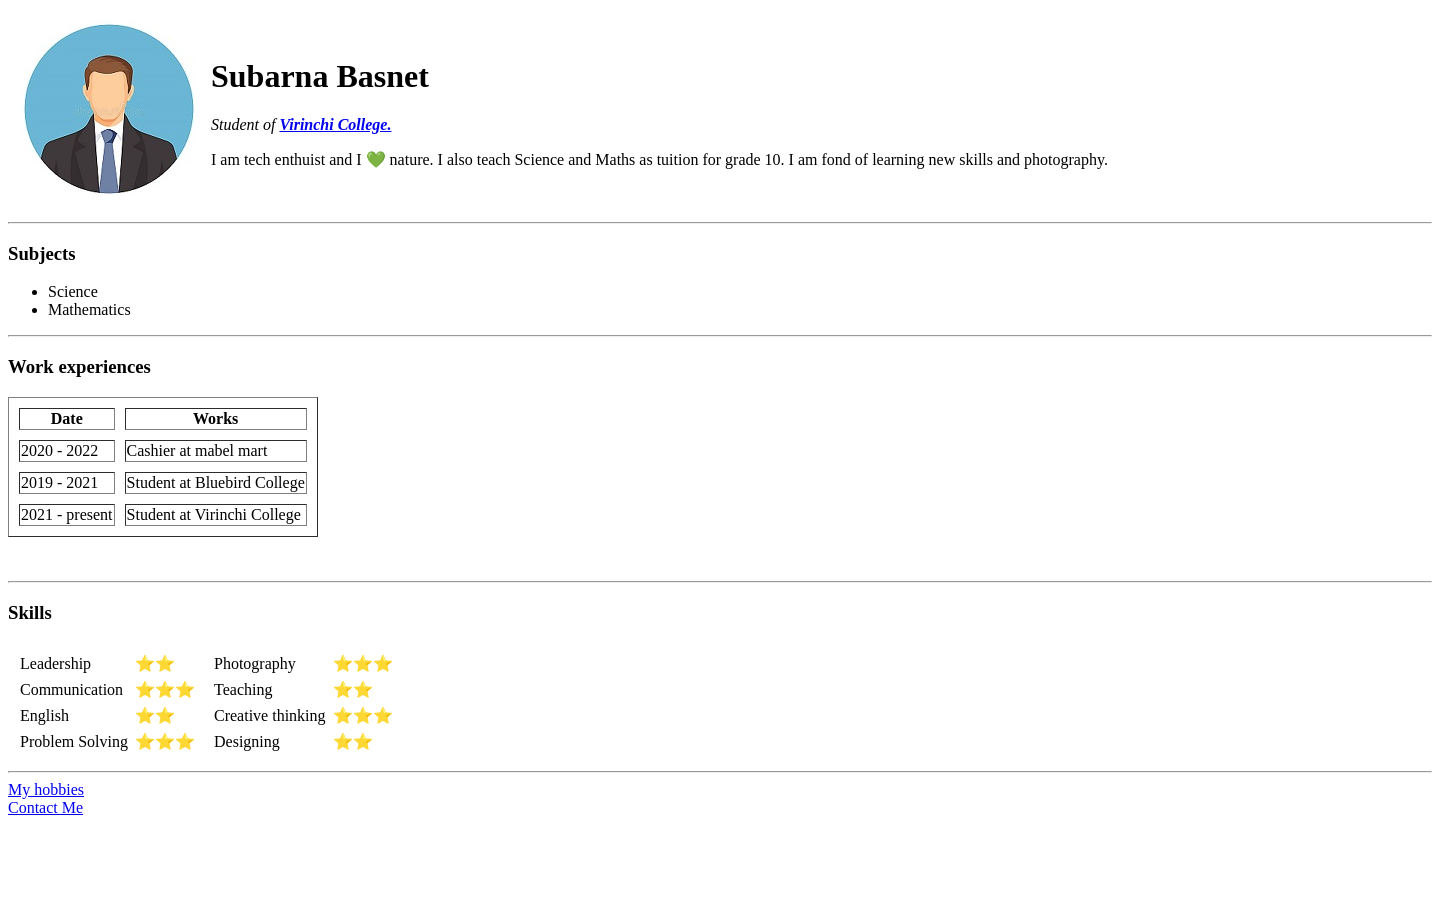 Subarna Basnet
Student of Virinchi College.
I am tech enthuist and I 💚 nature. I also teach Science and Maths as tuition for grade 10. I am fond of learning new skills and photography.
Subjects
• Science
• Mathematics
Work experiences
Date Works
2020 - 2022 Cashier at mabel mart
2019 - 2021 Student at Bluebird College
2021 - present Student at Virinchi College
Skills
Leadership ⭐⭐ Photography ⭐⭐⭐
Communication ⭐⭐⭐ Teaching ⭐⭐
English ⭐⭐ Creative thinking ⭐⭐⭐
Problem Solving ⭐⭐⭐ Designing ⭐⭐
My hobbies
Contact Me